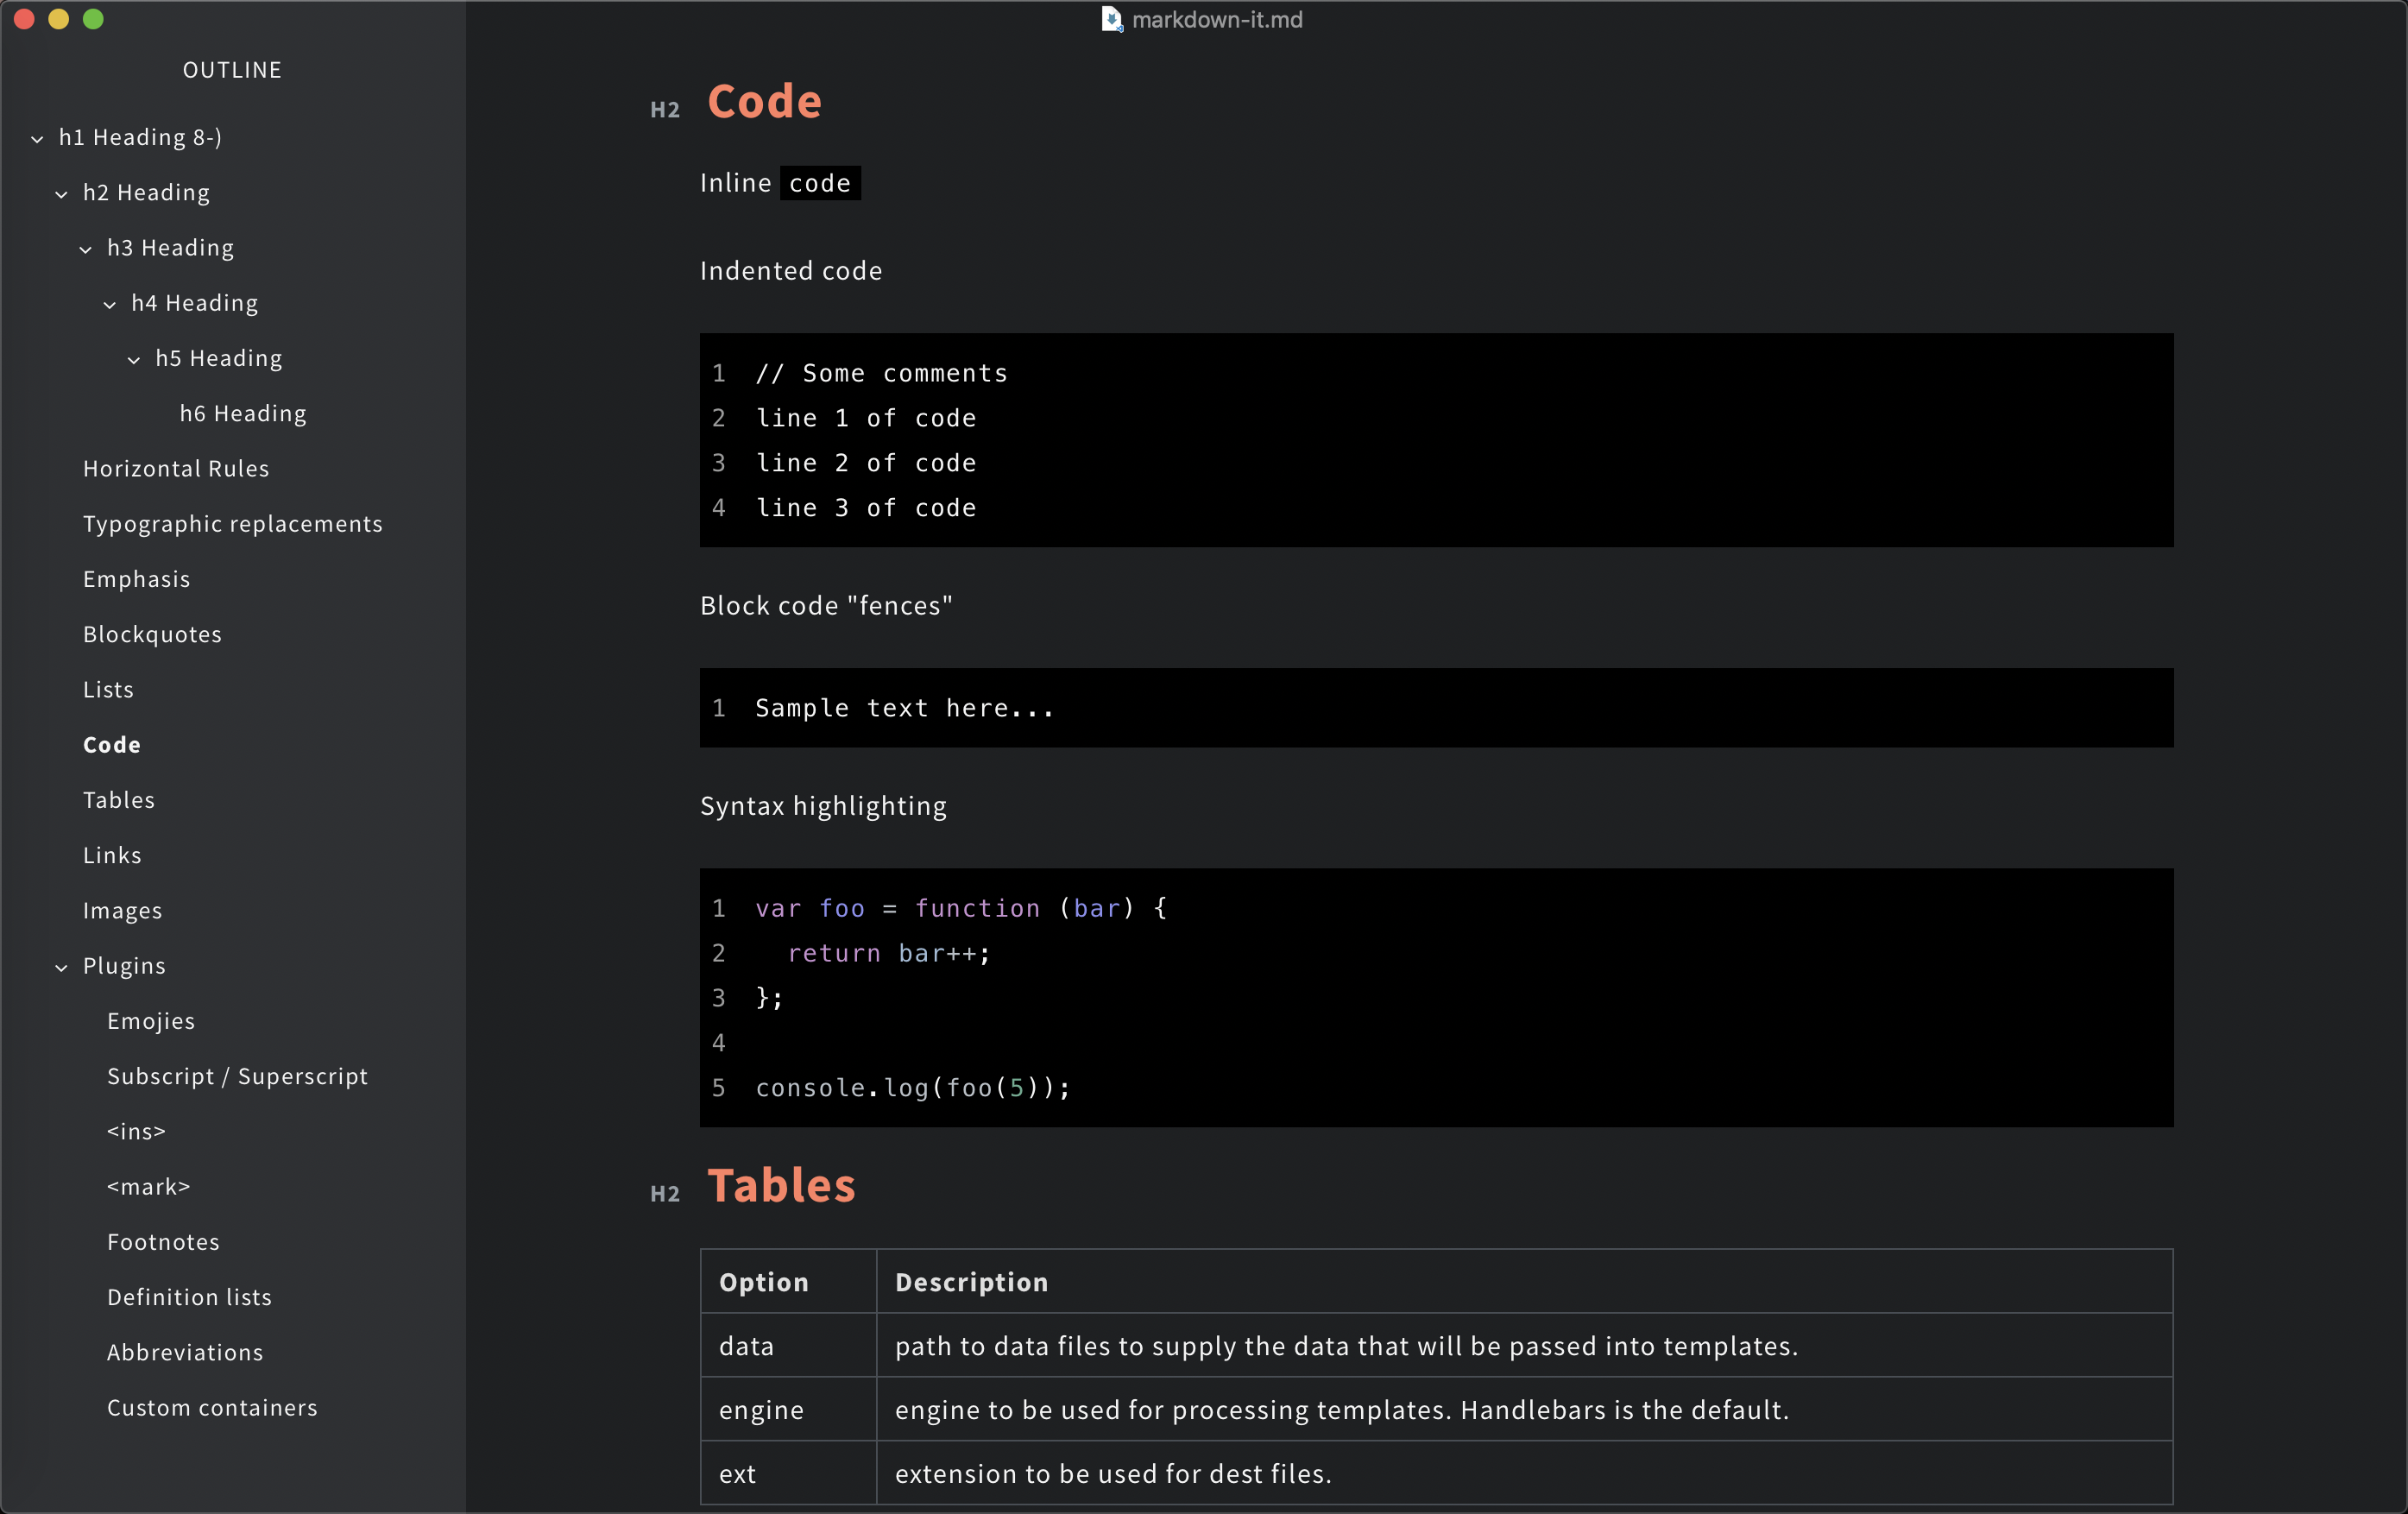 markdown-it.md
OUTLINE
h1 Heading 8-)
h2 Heading
h3 Heading
h4 Heading
h5 Heading
h6 Heading
Horizontal Rules
Typographic replacements
Emphasis
Blockquotes
Lists
Code
Tables
Links
Images
Plugins
Emojies
Subscript / Superscript
<ins>
<mark>
Footnotes
Definition lists
Abbreviations
Custom containers
H2 Code
Inline code
Indented code
1 // Some comments
2 line 1 of code
3 line 2 of code
4 line 3 of code
Block code "fences"
1 Sample text here...
Syntax highlighting
1 var foo = function (bar) {
2   return bar++;
3 };
4
5 console.log(foo(5));
H2 Tables
Option Description
data path to data files to supply the data that will be passed into templates.
engine engine to be used for processing templates. Handlebars is the default.
ext extension to be used for dest files.